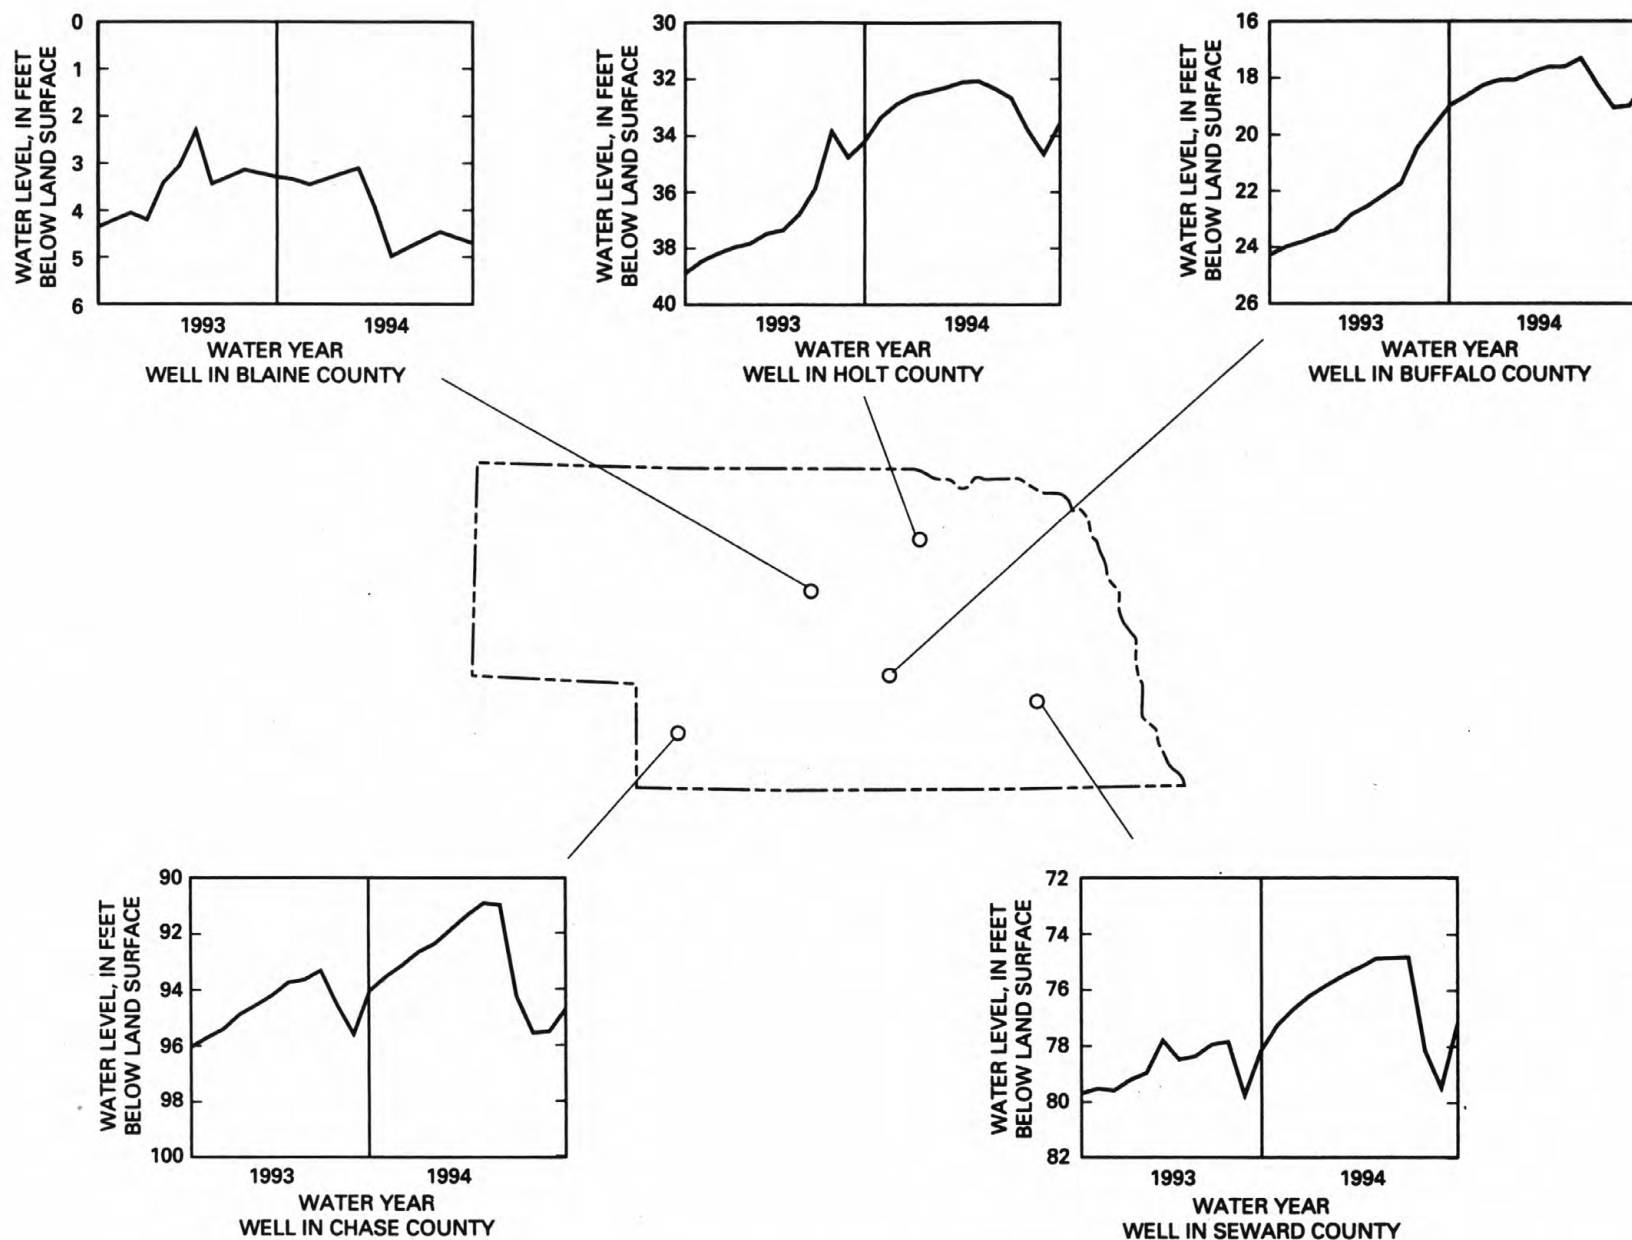 WATER LEVEL, IN FEET
BELOW LAND SURFACE
0
1
2
3
4
5
6
1993
1994
WATER YEAR
WELL IN BLAINE COUNTY
WATER LEVEL, IN FEET
BELOW LAND SURFACE
30
32
34
36
38
40
1993
1994
WATER YEAR
WELL IN HOLT COUNTY
WATER LEVEL, IN FEET
BELOW LAND SURFACE
16
18
20
22
24
26
1993
1994
WATER YEAR
WELL IN BUFFALO COUNTY
WATER LEVEL, IN FEET
BELOW LAND SURFACE
90
92
94
96
98
100
1993
1994
WATER YEAR
WELL IN CHASE COUNTY
WATER LEVEL, IN FEET
BELOW LAND SURFACE
72
74
76
78
80
82
1993
1994
WATER YEAR
WELL IN SEWARD COUNTY